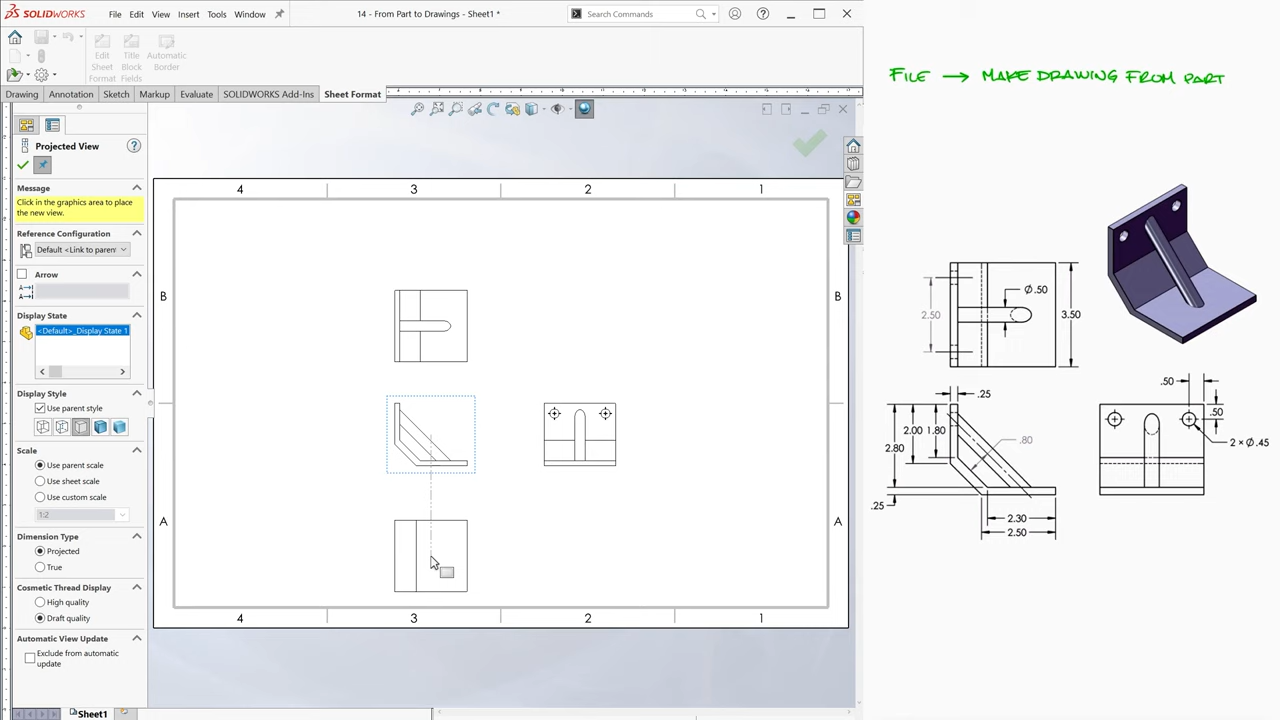 SOLIDWORKS
File Edit View Insert Tools Window
14 - From Part to Drawings - Sheet1 *
Search Commands
Edit Sheet Format
Title Block Fields
Automatic Border
Drawing Annotation Sketch Markup Evaluate SOLIDWORKS Add-Ins Sheet Format
Projected View
Message
Click in the graphics area to place
the new view.
Reference Configuration
Default <Link to paren
Arrow
Display State
<Default>_Display State 1
Display Style
Use parent style
Scale
Use parent scale
Use sheet scale
Use custom scale
1:2
Dimension Type
Projected
True
Cosmetic Thread Display
High quality
Draft quality
Automatic View Update
Exclude from automatic
update
Sheet1
4 3 2 1
B B
A A
4 3 2 1
FILE → MAKE DRAWING FROM PART
Ø.50
2.50
3.50
.25
2.00 1.80
2.80
.80
.25
2.30
2.50
.50
.50
2 × Ø.45